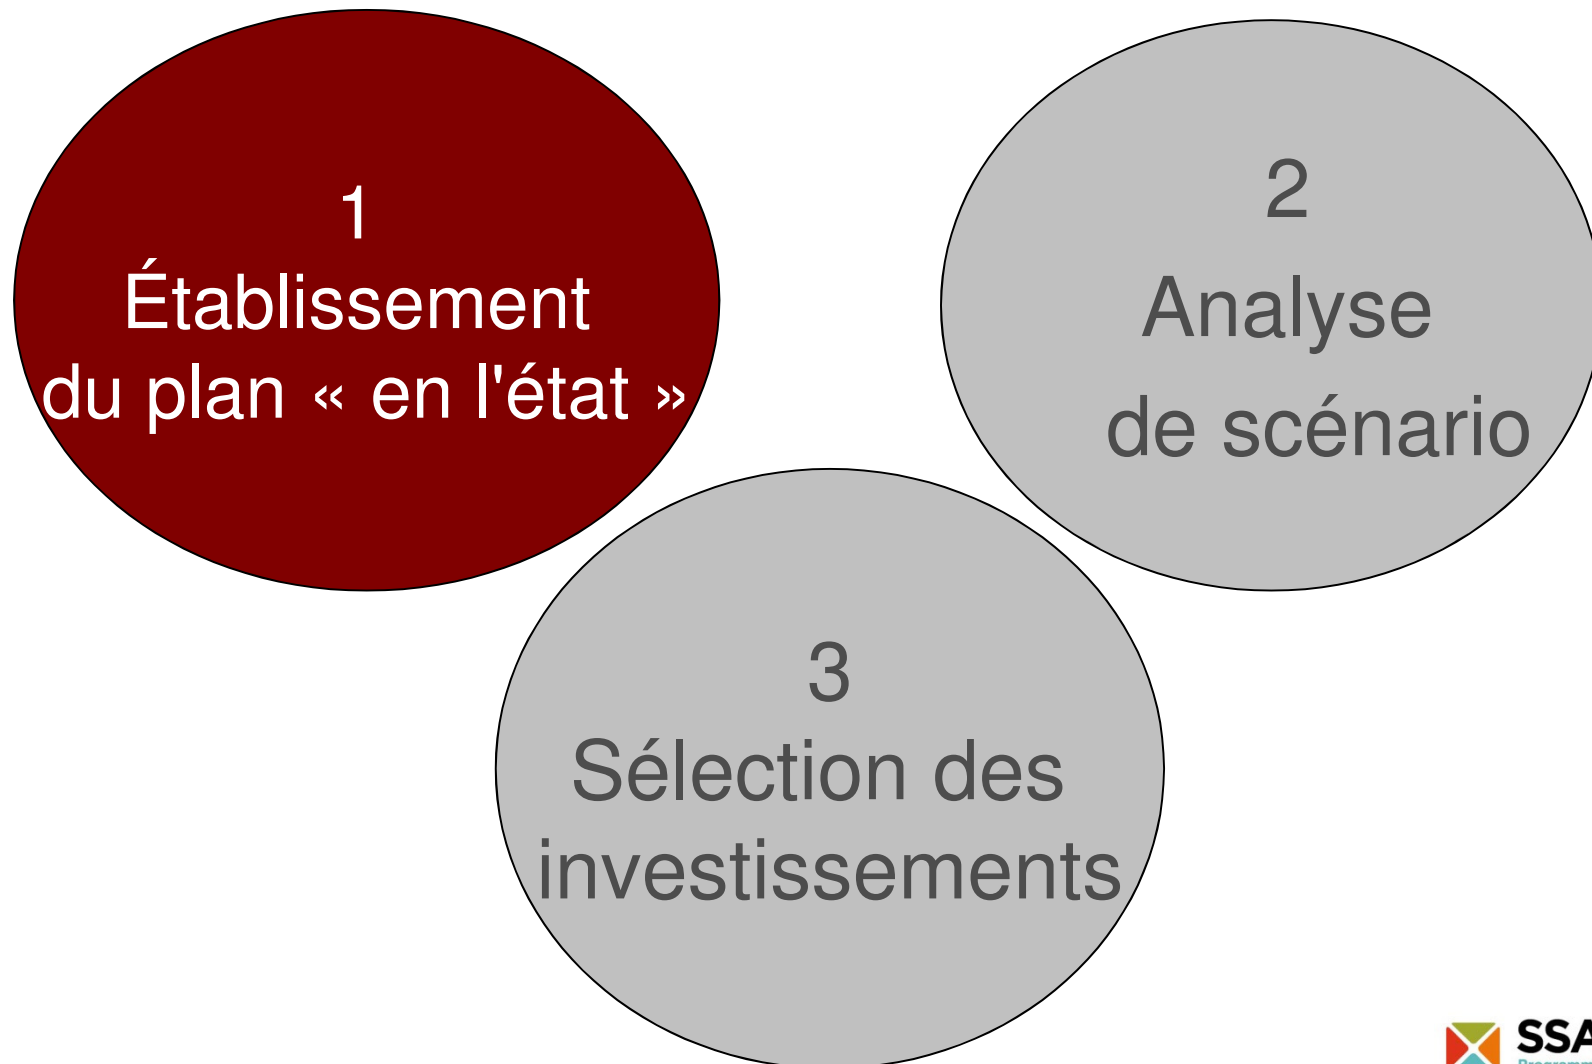 1
Établissement
du plan « en l'état »
2
Analyse
de scénario
3
Sélection des
investissements
SSA